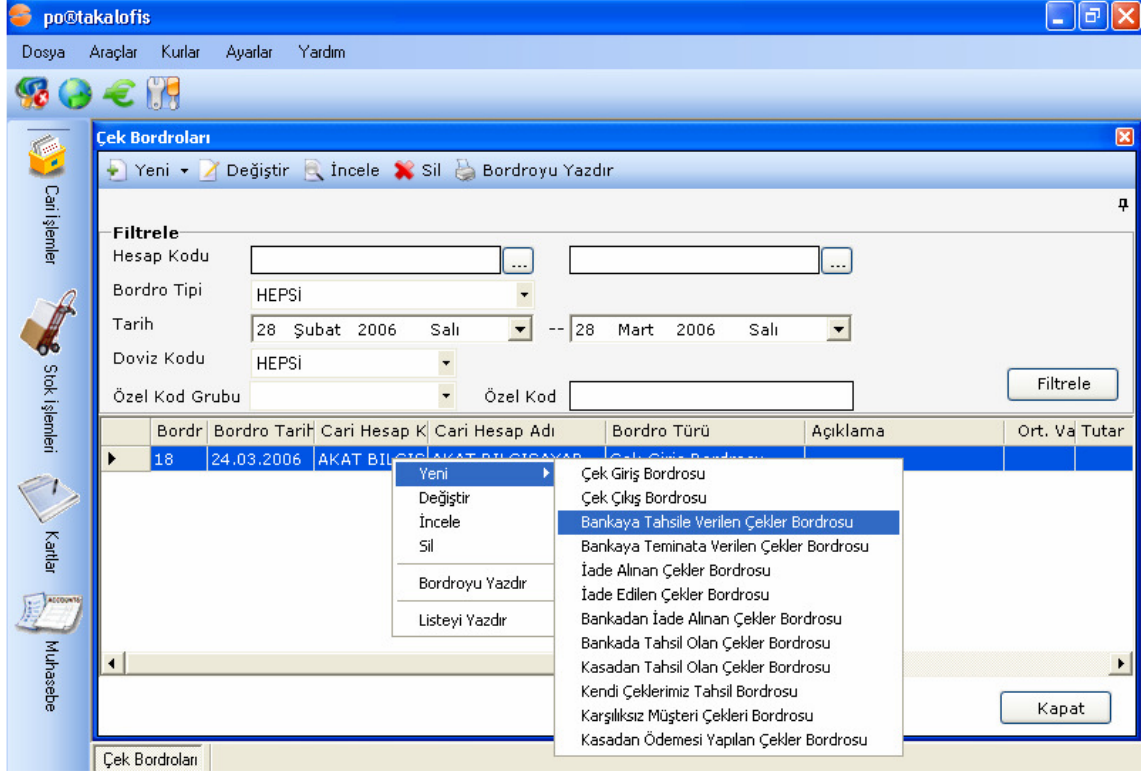 po®takalofis
Dosya Araçlar Kurlar Ayarlar Yardım
Çek Bordroları
Yeni Değiştir İncele Sil Bordroyu Yazdır
Filtrele
Hesap Kodu ... ...
Bordro Tipi HEPSİ
Tarih 28 Şubat 2006 Salı -- 28 Mart 2006 Salı
Doviz Kodu HEPSİ
Özel Kod Grubu Özel Kod Filtrele
Bordr Bordro Tarih Cari Hesap K Cari Hesap Adı Bordro Türü Açıklama Ort. Va Tutar
18 24.03.2006 AKAT BILGIS AKAT BILGISAYAR Çek Giriş Bordrosu
Yeni
Değiştir
İncele
Sil
Bordroyu Yazdır
Listeyi Yazdır
Çek Giriş Bordrosu
Çek Çıkış Bordrosu
Bankaya Tahsile Verilen Çekler Bordrosu
Bankaya Teminata Verilen Çekler Bordrosu
İade Alınan Çekler Bordrosu
İade Edilen Çekler Bordrosu
Bankadan İade Alınan Çekler Bordrosu
Bankada Tahsil Olan Çekler Bordrosu
Kasadan Tahsil Olan Çekler Bordrosu
Kendi Çeklerimiz Tahsil Bordrosu
Karşılıksız Müşteri Çekleri Bordrosu
Kasadan Ödemesi Yapılan Çekler Bordrosu
Kapat
Çek Bordroları
Cari İşlemler
Stok İşlemleri
Kartlar
ACCOUNTS
Muhasebe